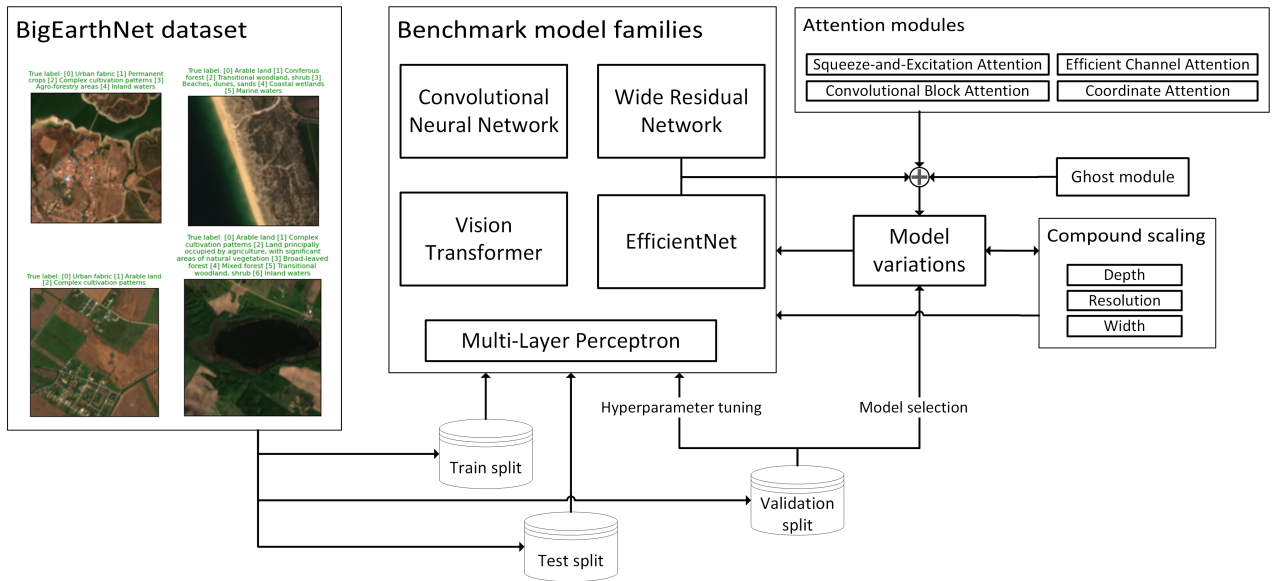 BigEarthNet dataset
True label: [0] Urban fabric [1] Permanent
crops [2] Complex cultivation patterns [3]
Agro-forestry areas [4] Inland waters
True label: [0] Arable land [1] Coniferous
forest [2] Transitional woodland, shrub [3]
Beaches, dunes, sands [4] Coastal wetlands
[5] Marine waters
True label: [0] Urban fabric [1] Arable land
[2] Complex cultivation patterns
True label: [0] Arable land [1] Complex
cultivation patterns [2] Land principally
occupied by agriculture, with significant
areas of natural vegetation [3] Broad-leaved
forest [4] Mixed forest [5] Transitional
woodland, shrub [6] Inland waters
Benchmark model families
Convolutional
Neural Network
Wide Residual
Network
Vision
Transformer
EfficientNet
Multi-Layer Perceptron
Attention modules
Squeeze-and-Excitation Attention
Efficient Channel Attention
Convolutional Block Attention
Coordinate Attention
Ghost module
Model
variations
Compound scaling
Depth
Resolution
Width
Hyperparameter tuning
Model selection
Train split
Validation
split
Test split